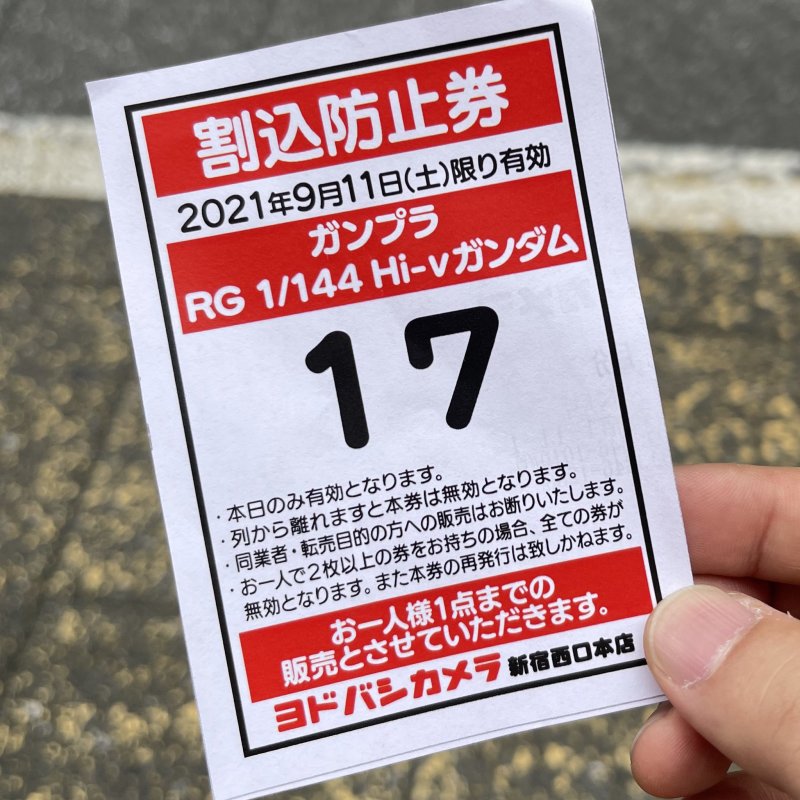 割込防止券
2021年9月11日(土)限り有効
ガンプラ
RG 1/144 Hi-νガンダム
17
・本日のみ有効となります。
・列から離れますと本券は無効となります。
・同業者・転売目的の方への販売はお断りいたします。
・お一人で2枚以上の券をお持ちの場合、全ての券が
無効となります。また本券の再発行は致しかねます。
お一人様1点までの
販売とさせていただきます。
ヨドバシカメラ 新宿西口本店